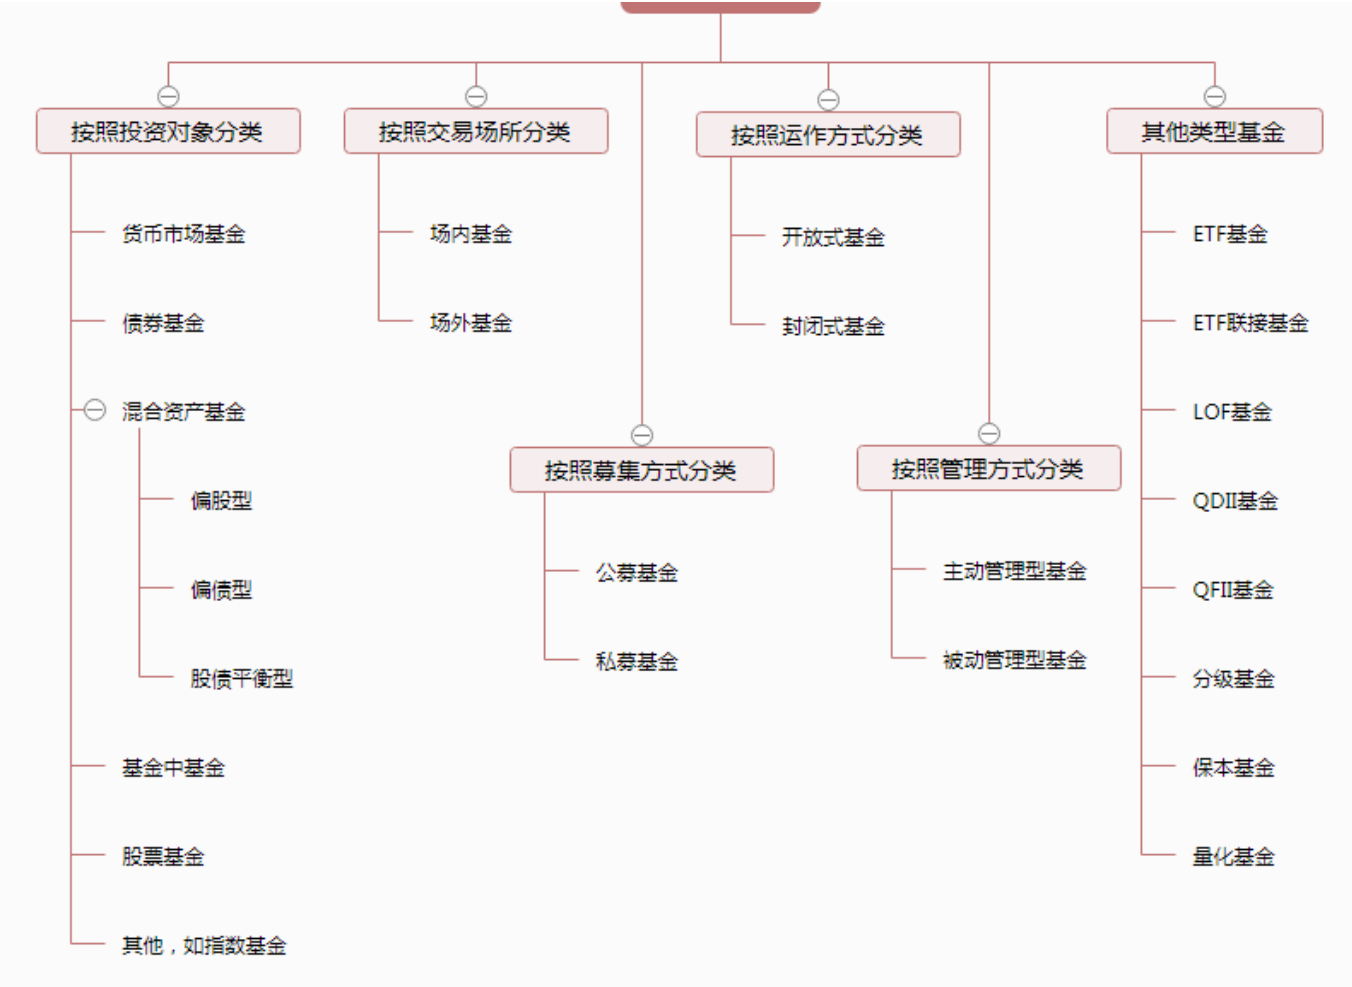 按照投资对象分类
货币市场基金
债券基金
混合资产基金
偏股型
偏债型
股债平衡型
基金中基金
股票基金
其他，如指数基金
按照交易场所分类
场内基金
场外基金
按照募集方式分类
公募基金
私募基金
按照运作方式分类
开放式基金
封闭式基金
按照管理方式分类
主动管理型基金
被动管理型基金
其他类型基金
ETF基金
ETF联接基金
LOF基金
QDII基金
QFII基金
分级基金
保本基金
量化基金